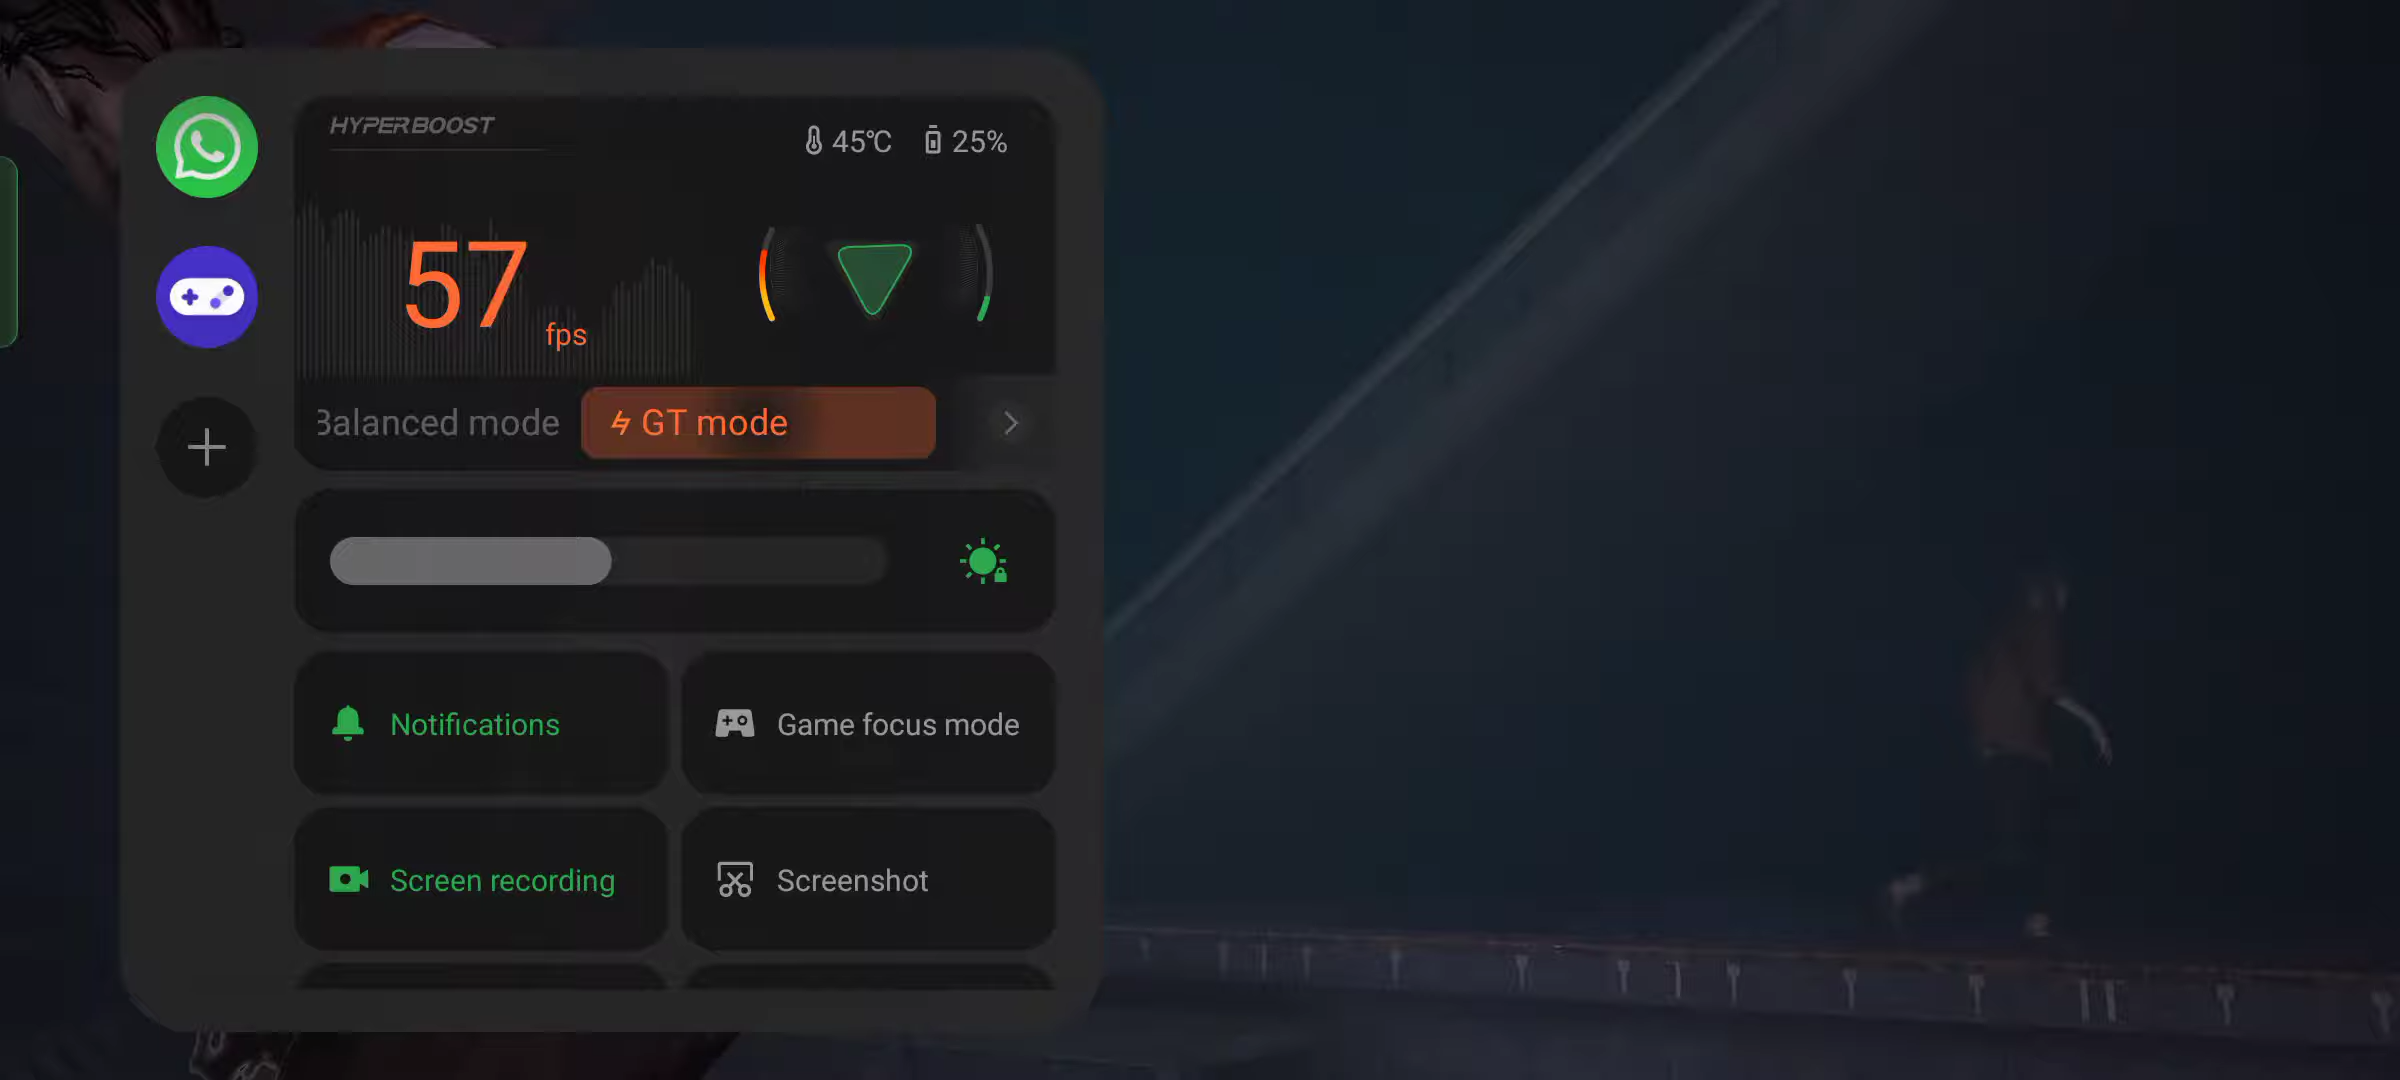 HYPERBOOST
45°C 25%
57 fps
Balanced mode
GT mode
Notifications
Game focus mode
Screen recording
Screenshot